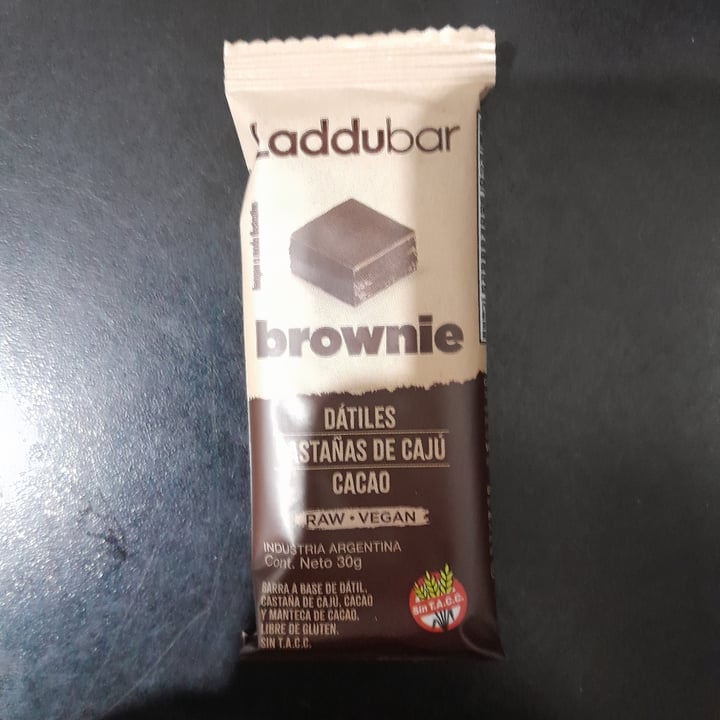 Laddubar
brownie
DÁTILES
CASTAÑAS DE CAJÚ
CACAO
RAW • VEGAN
INDUSTRIA ARGENTINA
Cont. Neto 30g
BARRA A BASE DE DÁTIL,
CASTAÑA DE CAJÚ, CACAO
Y MANTECA DE CACAO.
LIBRE DE GLUTEN.
SIN T.A.C.C.
Sin T.A.C.C.